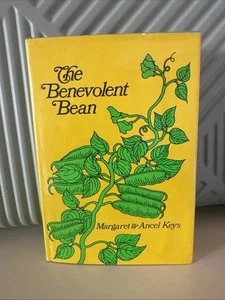 The
Benevolent
Bean
Margaret & Ancel Keys